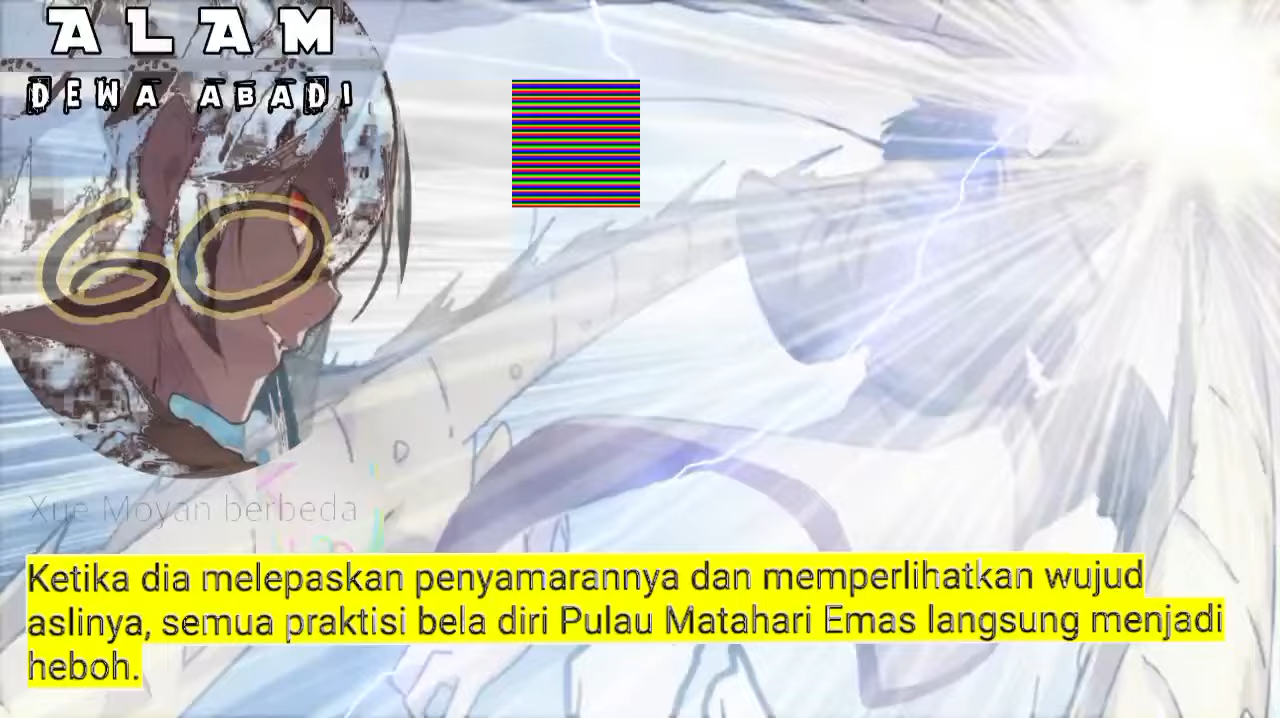 ALAM
DEWA ABADI
60
Xue Moyan berbeda
Ketika dia melepaskan penyamarannya dan memperlihatkan wujud
aslinya, semua praktisi bela diri Pulau Matahari Emas langsung menjadi
heboh.